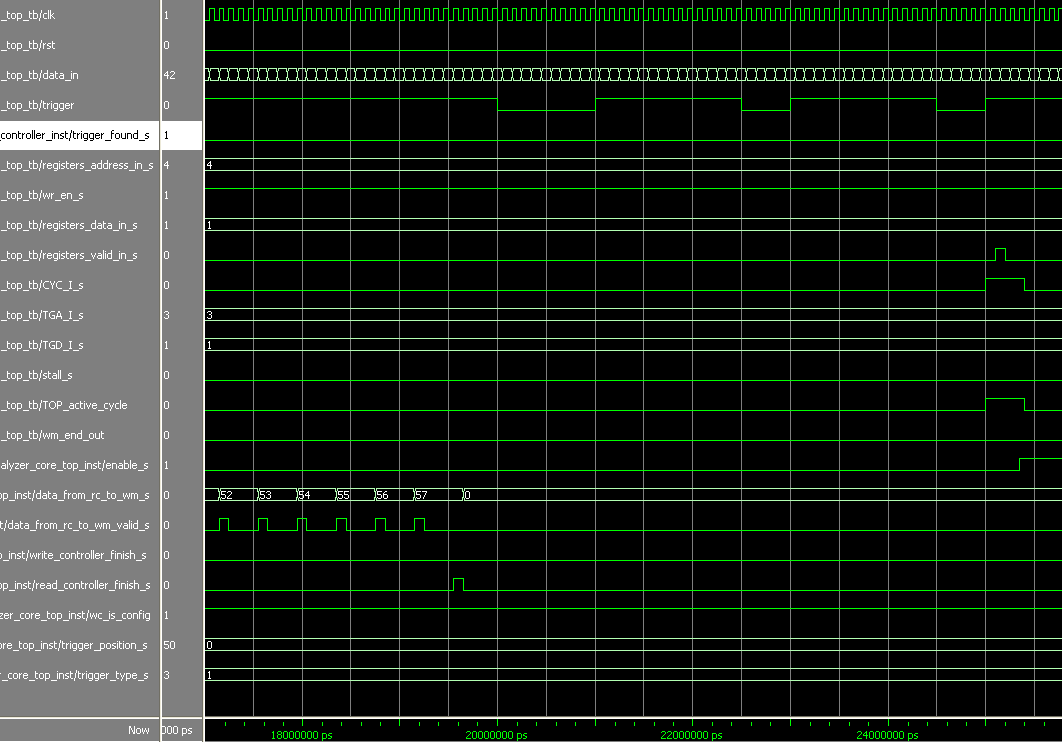 _top_tb/clk 1
_top_tb/rst 0
_top_tb/data_in 42
_top_tb/trigger 0
controller_inst/trigger_found_s 1
_top_tb/registers_address_in_s 4 4
_top_tb/wr_en_s 1
_top_tb/registers_data_in_s 1 1
_top_tb/registers_valid_in_s 0
_top_tb/CYC_I_s 0
_top_tb/TGA_I_s 3 3
_top_tb/TGD_I_s 1 1
_top_tb/stall_s 0
_top_tb/TOP_active_cycle 0
_top_tb/wm_end_out 0
alyzer_core_top_inst/enable_s 1
op_inst/data_from_rc_to_wm_s 0 52 53 54 55 56 57 0
t/data_from_rc_to_wm_valid_s 0
o_inst/write_controller_finish_s 0
op_inst/read_controller_finish_s 0
zer_core_top_inst/wc_is_config 1
ore_top_inst/trigger_position_s 50 0
r_core_top_inst/trigger_type_s 3 1
Now 000 ps
18000000 ps 20000000 ps 22000000 ps 24000000 ps